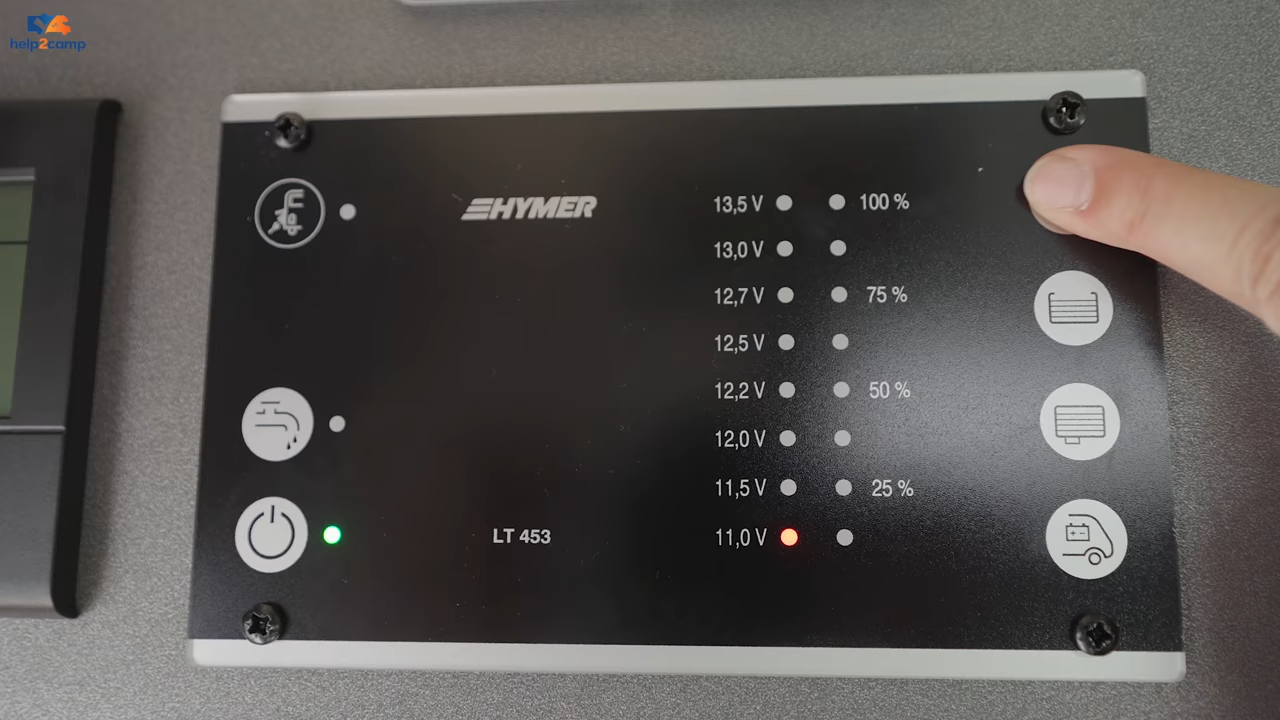 help2camp
HYMER
13,5 V 100 %
13,0 V
12,7 V 75 %
12,5 V
12,2 V 50 %
12,0 V
11,5 V 25 %
LT 453 11,0 V